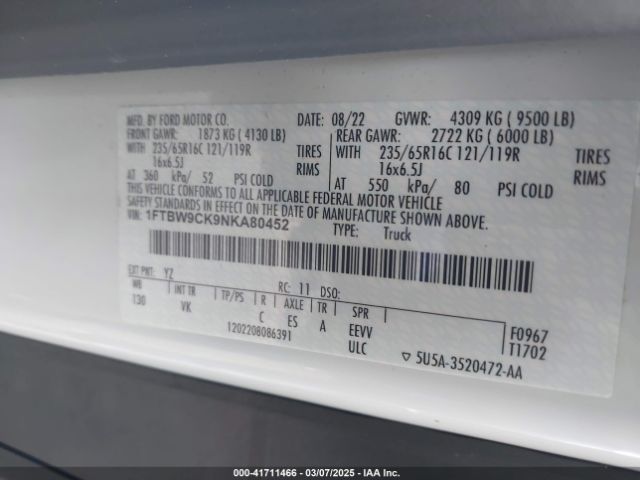 MFD. BY FORD MOTOR CO. DATE: 08/22 GVWR: 4309 KG ( 9500 LB)
FRONT GAWR: 1873 KG ( 4130 LB) REAR GAWR: 2722 KG ( 6000 LB)
WITH 235/65R16C 121/119R TIRES WITH 235/65R16C 121/119R TIRES
16x6.5J RIMS 16x6.5J RIMS
AT 360 kPa/ 52 PSI COLD AT 550 kPa/ 80 PSI COLD
THIS VEHICLE CONFORMS TO ALL APPLICABLE FEDERAL MOTOR VEHICLE
SAFETY STANDARDS IN EFFECT ON THE DATE OF MANUFACTURE SHOWN ABOVE.
VIN: 1FTBW9CK9NKA80452 TYPE: Truck
EXT PNT: YZ RC: 11 DSO:
WB INT TR TP/PS R AXLE TR SPR
130 VK C ES A EEVV F0967
1202208086391 ULC T1702
▽ 5U5A-3520472-AA
000-41711466 - 03/07/2025 - IAA Inc.